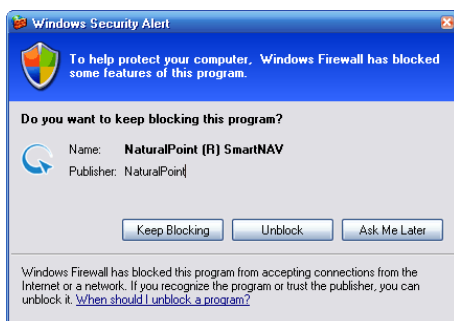 Windows Security Alert
To help protect your computer, Windows Firewall has blocked
some features of this program.
Do you want to keep blocking this program?
Name: NaturalPoint (R) SmartNAV
Publisher: NaturalPoint
Keep Blocking Unblock Ask Me Later
Windows Firewall has blocked this program from accepting connections from the
Internet or a network. If you recognize the program or trust the publisher, you can
unblock it. When should I unblock a program?